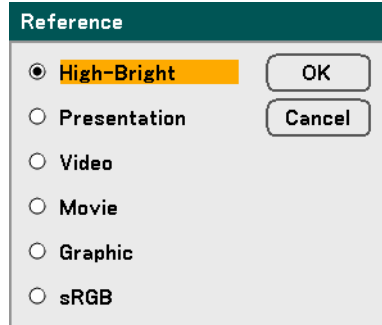 Reference
High-Bright
OK
Presentation
Cancel
Video
Movie
Graphic
sRGB